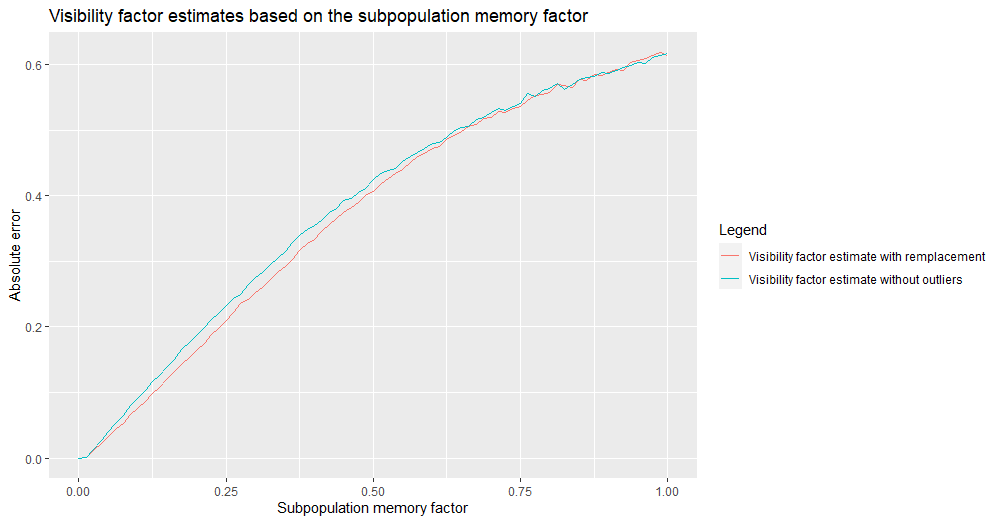 Visibility factor estimates based on the subpopulation memory factor
Absolute error
0.6
0.4
0.2
0.0
0.00 0.25 0.50 0.75 1.00
Subpopulation memory factor
Legend
Visibility factor estimate with remplacement
Visibility factor estimate without outliers